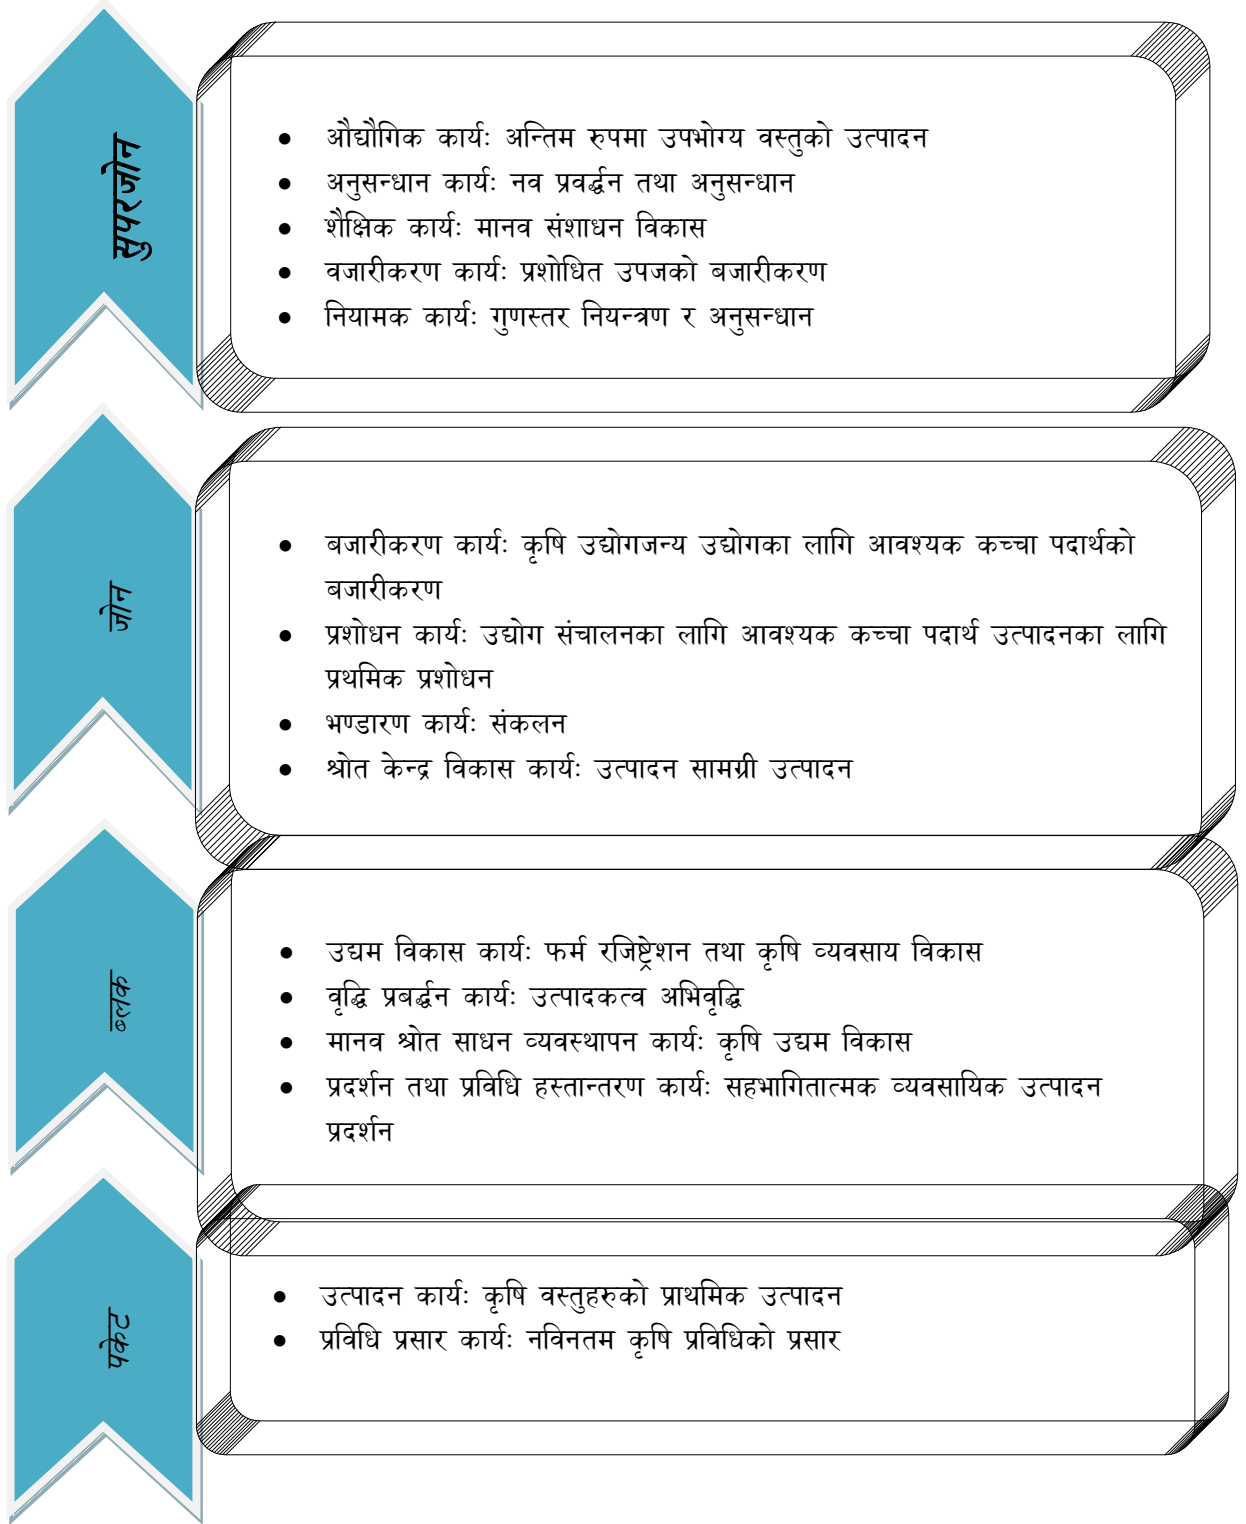 सुपरजोन
• औद्यौगिक कार्यः अन्तिम रुपमा उपभोग्य वस्तुको उत्पादन
• अनुसन्धान कार्यः नव प्रवर्द्धन तथा अनुसन्धान
• शैक्षिक कार्यः मानव संशाधन विकास
• वजारीकरण कार्यः प्रशोधित उपजको बजारीकरण
• नियामक कार्यः गुणस्तर नियन्त्रण र अनुसन्धान
जोन
• बजारीकरण कार्यः कृषि उद्योगजन्य उद्योगका लागि आवश्यक कच्चा पदार्थको
बजारीकरण
• प्रशोधन कार्यः उद्योग संचालनका लागि आवश्यक कच्चा पदार्थ उत्पादनका लागि
प्रथमिक प्रशोधन
• भण्डारण कार्यः संकलन
• श्रोत केन्द्र विकास कार्यः उत्पादन सामग्री उत्पादन
ब्लक
• उद्यम विकास कार्यः फर्म रजिष्ट्रेशन तथा कृषि व्यवसाय विकास
• वृद्धि प्रबर्द्धन कार्यः उत्पादकत्व अभिवृद्धि
• मानव श्रोत साधन व्यवस्थापन कार्यः कृषि उद्यम विकास
• प्रदर्शन तथा प्रविधि हस्तान्तरण कार्यः सहभागितात्मक व्यवसायिक उत्पादन
प्रदर्शन
पकेट
• उत्पादन कार्यः कृषि वस्तुहरुको प्राथमिक उत्पादन
• प्रविधि प्रसार कार्यः नविनतम कृषि प्रविधिको प्रसार